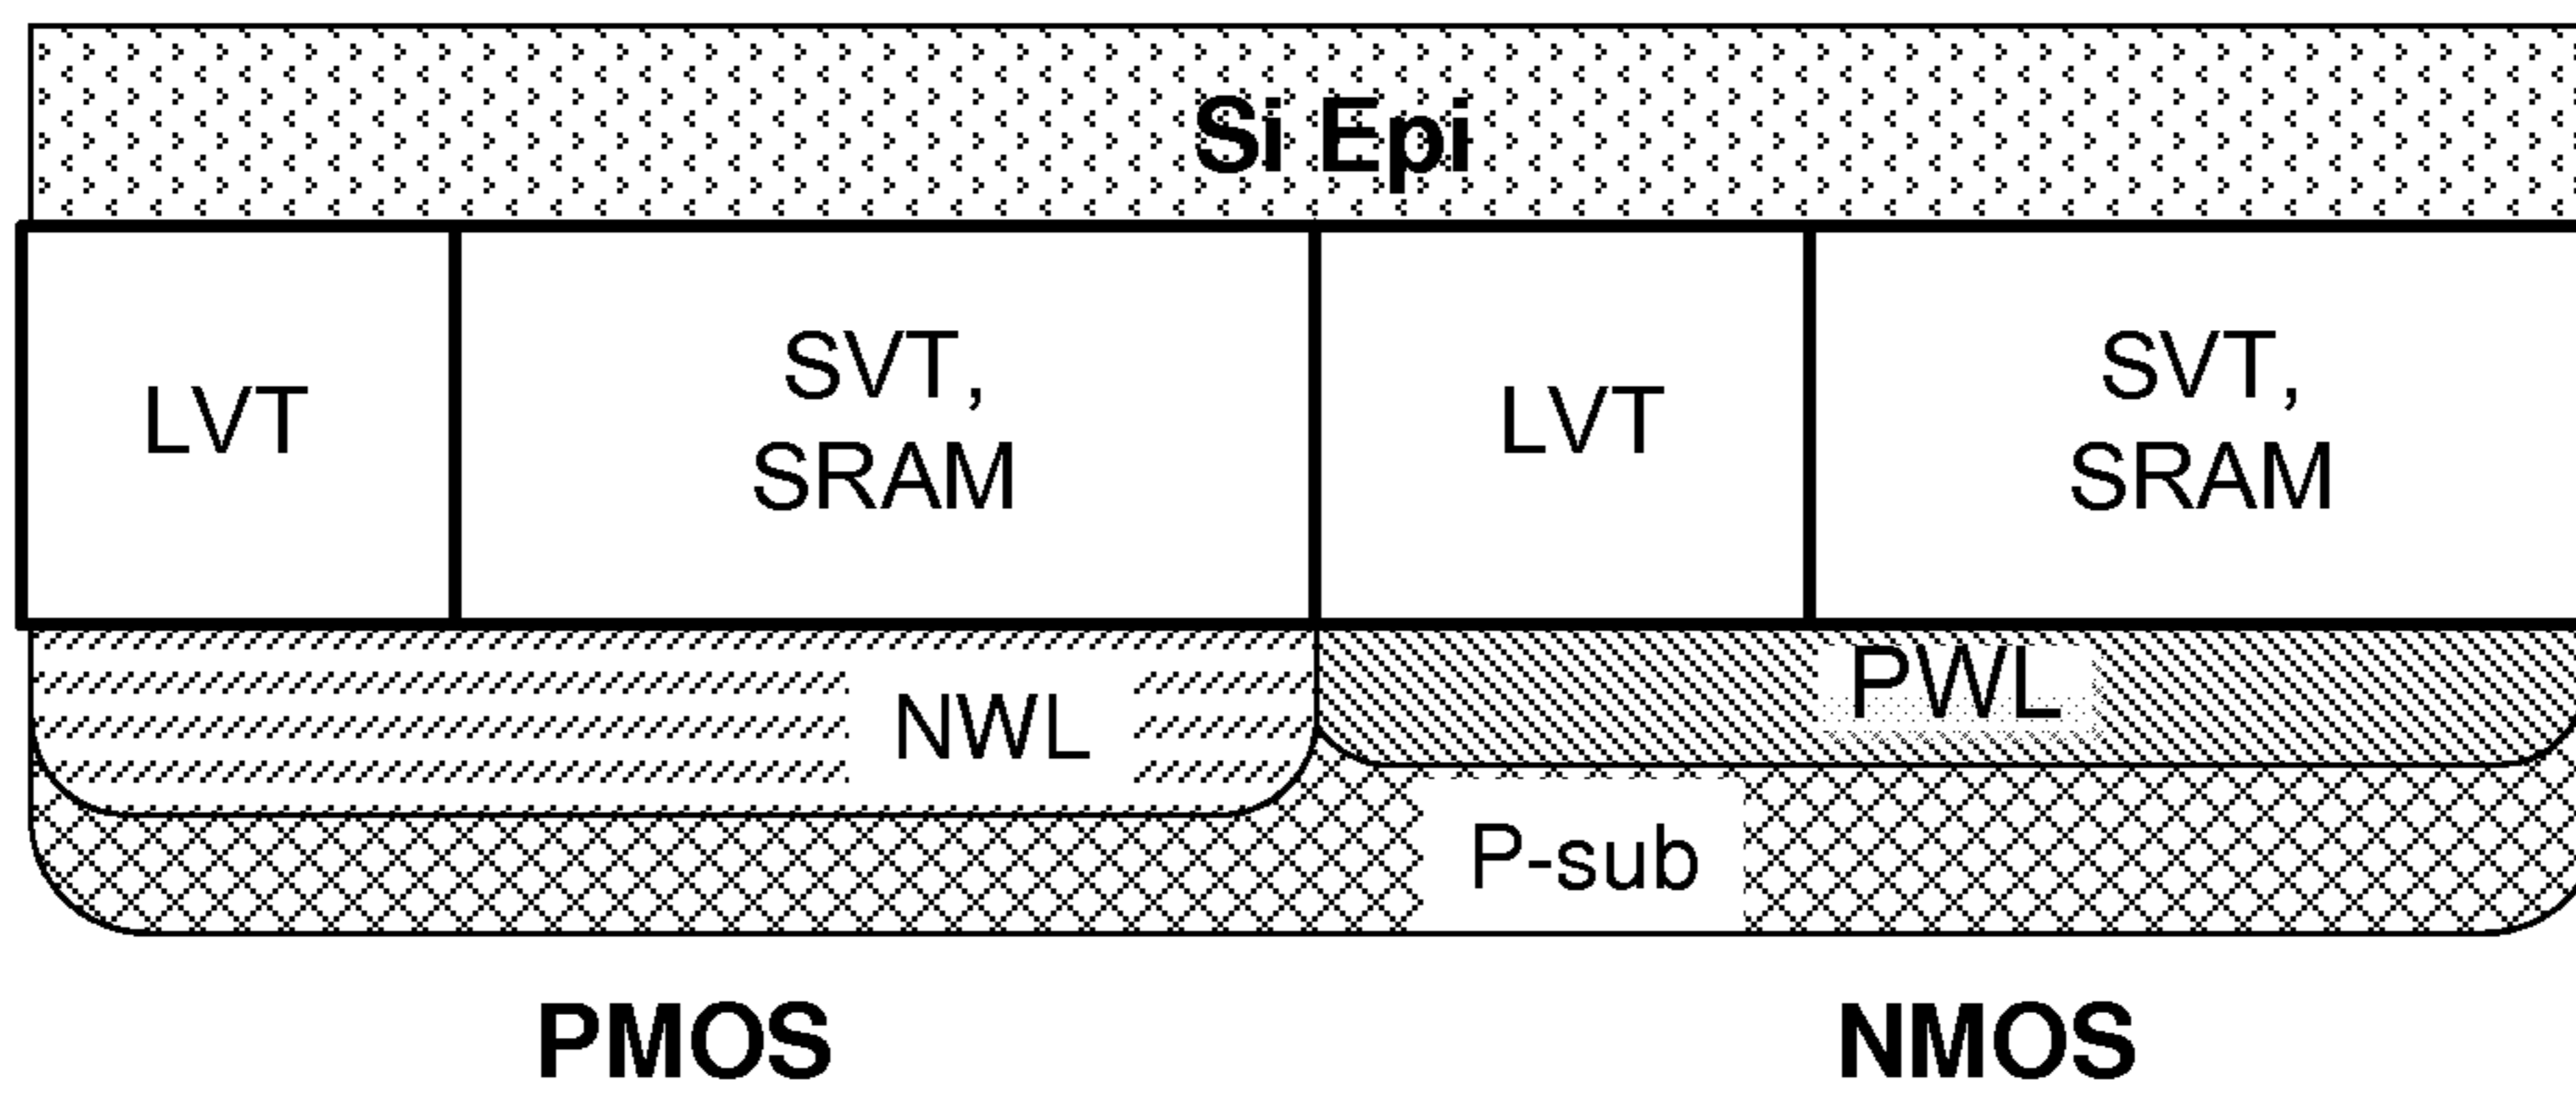 Si Epi
LVT
SVT,
SRAM
LVT
SVT,
SRAM
NWL
PWL
P-sub
PMOS
NMOS